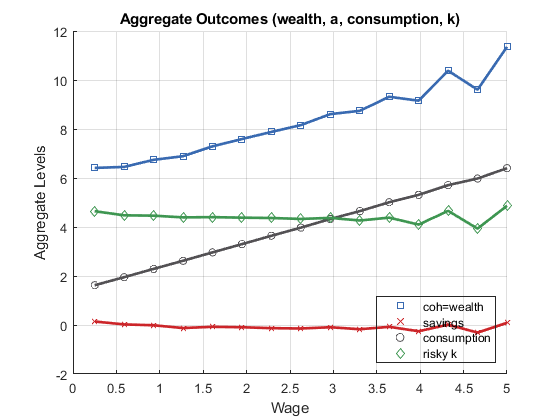 Aggregate Outcomes (wealth, a, consumption, k)
12
10
8
6
4
2
0
-2
Aggregate Levels
coh=wealth
savings
consumption
risky k
0 0.5 1 1.5 2 2.5 3 3.5 4 4.5 5
Wage